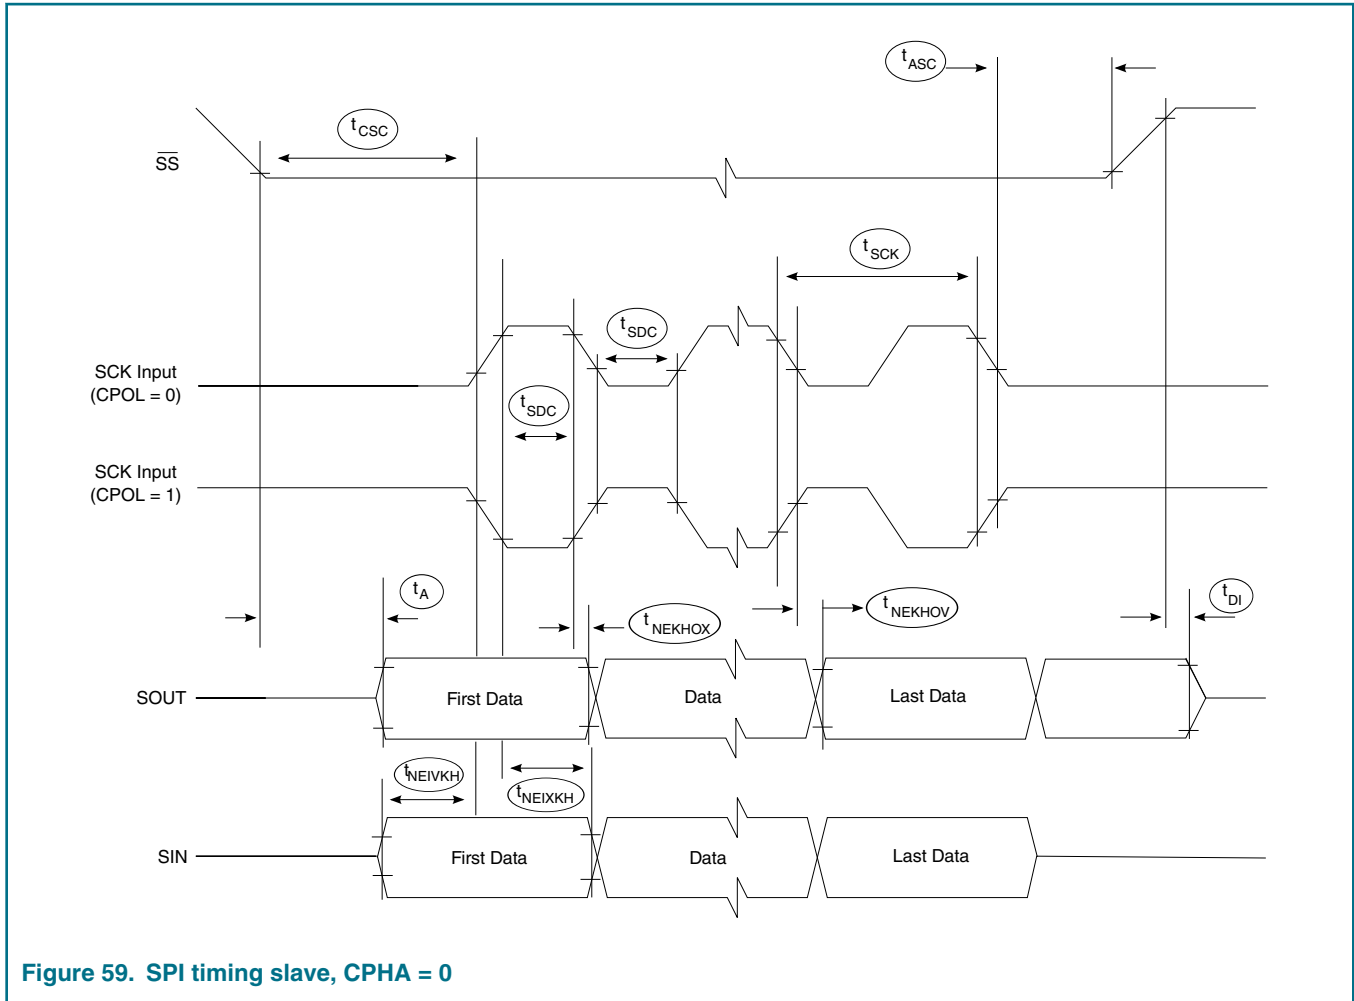 tASC
tCSC
SS
tSCK
tSDC
SCK Input
(CPOL = 0)
tSDC
SCK Input
(CPOL = 1)
tA
tNEKHOX
tNEKHOV
tDI
SOUT
First Data
Data
Last Data
tNEIVKH
tNEIXKH
SIN
First Data
Data
Last Data
Figure 59. SPI timing slave, CPHA = 0